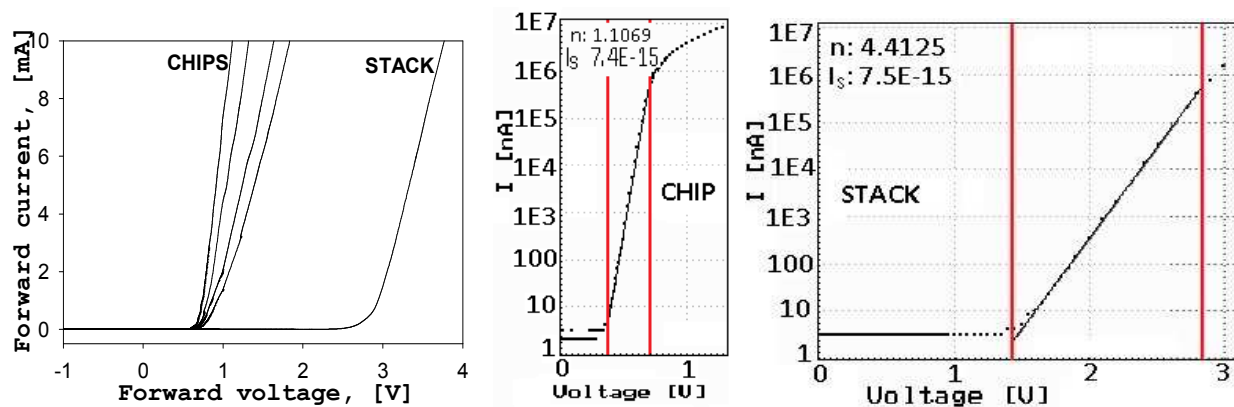 10
8
6
4
2
0
CHIPS
STACK
Forward current, [mA]
-1
0
1
2
3
4
Forward voltage, [V]
1E7
1E6
1E5
1E4
1E3
100
10
1
I [nA]
n: 1.1069
I_S 7.4E-15
CHIP
0
1
Voltage [V]
1E7
1E6
1E5
1E4
1E3
100
10
1
I [nA]
n: 4.4125
I_S: 7.5E-15
STACK
0
1
2
3
Voltage [V]